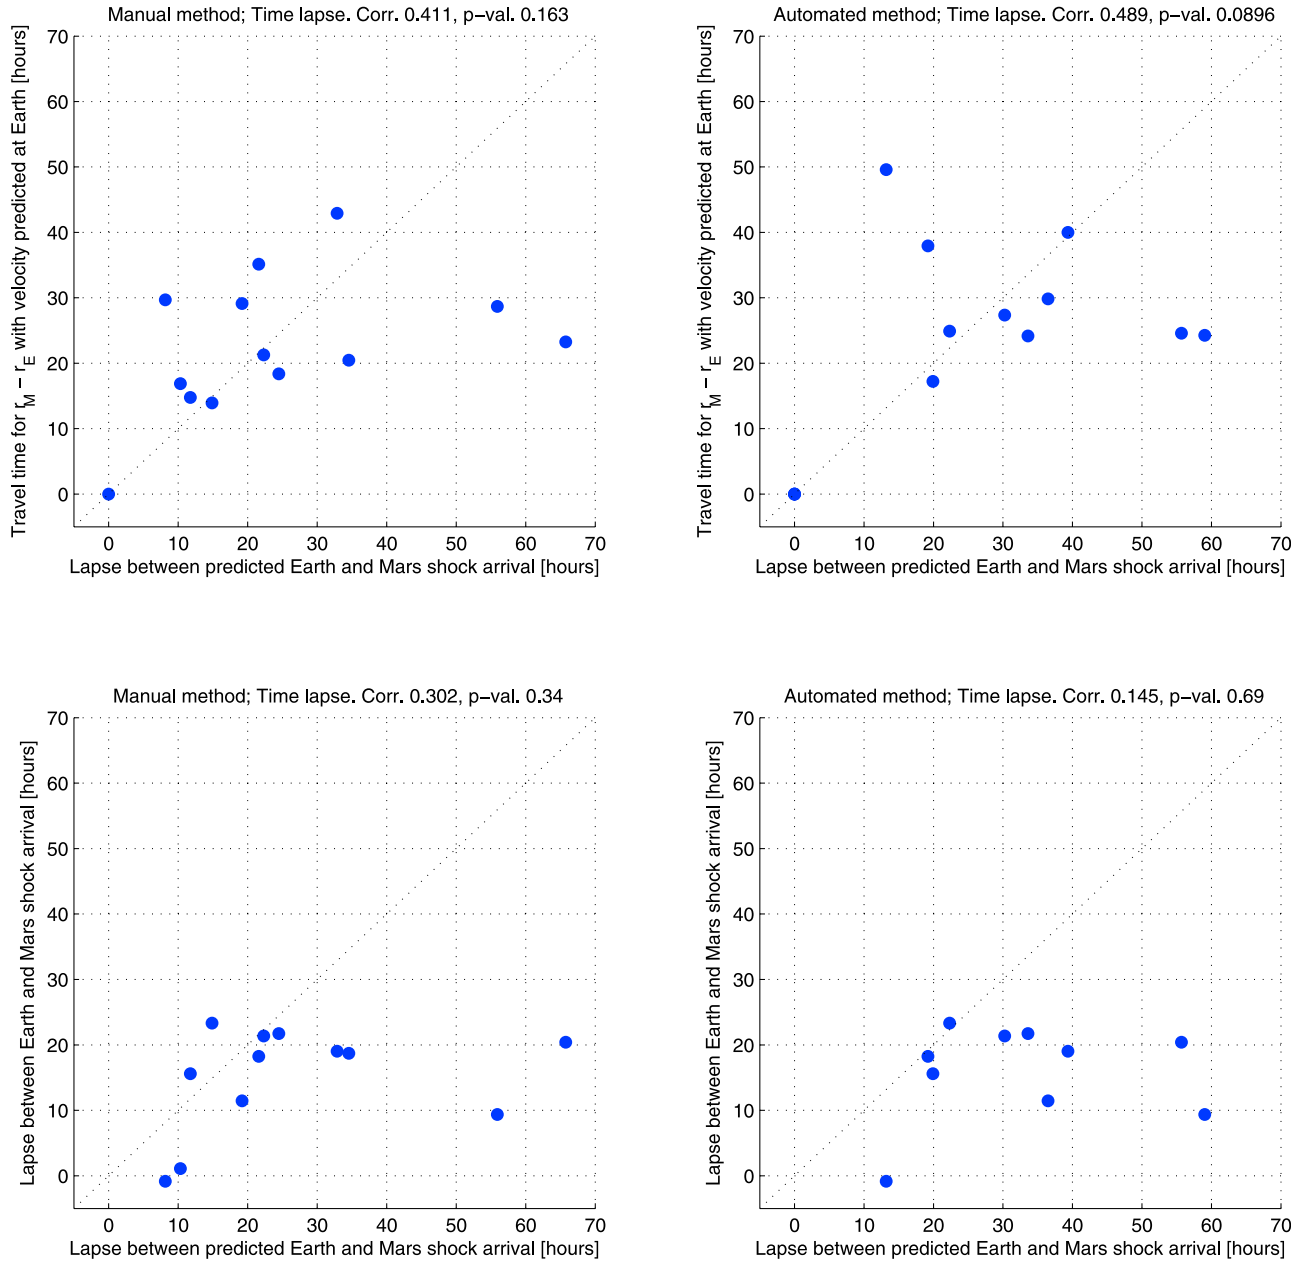 Manual method; Time lapse. Corr. 0.411, p-val. 0.163
Travel time for r_M - r_E with velocity predicted at Earth [hours]
70
60
50
40
30
20
10
0
0 10 20 30 40 50 60 70
Lapse between predicted Earth and Mars shock arrival [hours]
Automated method; Time lapse. Corr. 0.489, p-val. 0.0896
Travel time for r_M - r_E with velocity predicted at Earth [hours]
70
60
50
40
30
20
10
0
0 10 20 30 40 50 60 70
Lapse between predicted Earth and Mars shock arrival [hours]
Manual method; Time lapse. Corr. 0.302, p-val. 0.34
Lapse between Earth and Mars shock arrival [hours]
70
60
50
40
30
20
10
0
0 10 20 30 40 50 60 70
Lapse between predicted Earth and Mars shock arrival [hours]
Automated method; Time lapse. Corr. 0.145, p-val. 0.69
Lapse between Earth and Mars shock arrival [hours]
70
60
50
40
30
20
10
0
0 10 20 30 40 50 60 70
Lapse between predicted Earth and Mars shock arrival [hours]